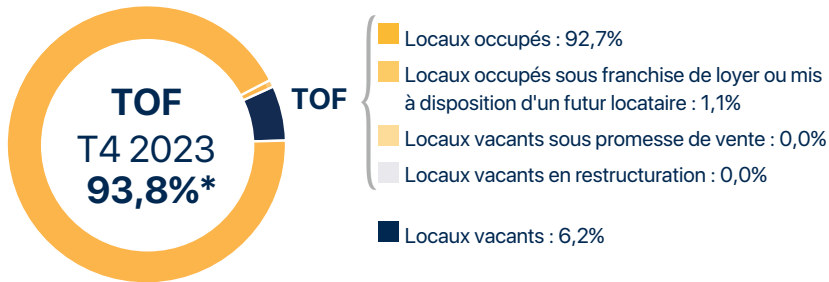 TOF
T4 2023
93,8%*
TOF
Locaux occupés : 92,7%
Locaux occupés sous franchise de loyer ou mis
à disposition d'un futur locataire : 1,1%
Locaux vacants sous promesse de vente : 0,0%
Locaux vacants en restructuration : 0,0%
Locaux vacants : 6,2%